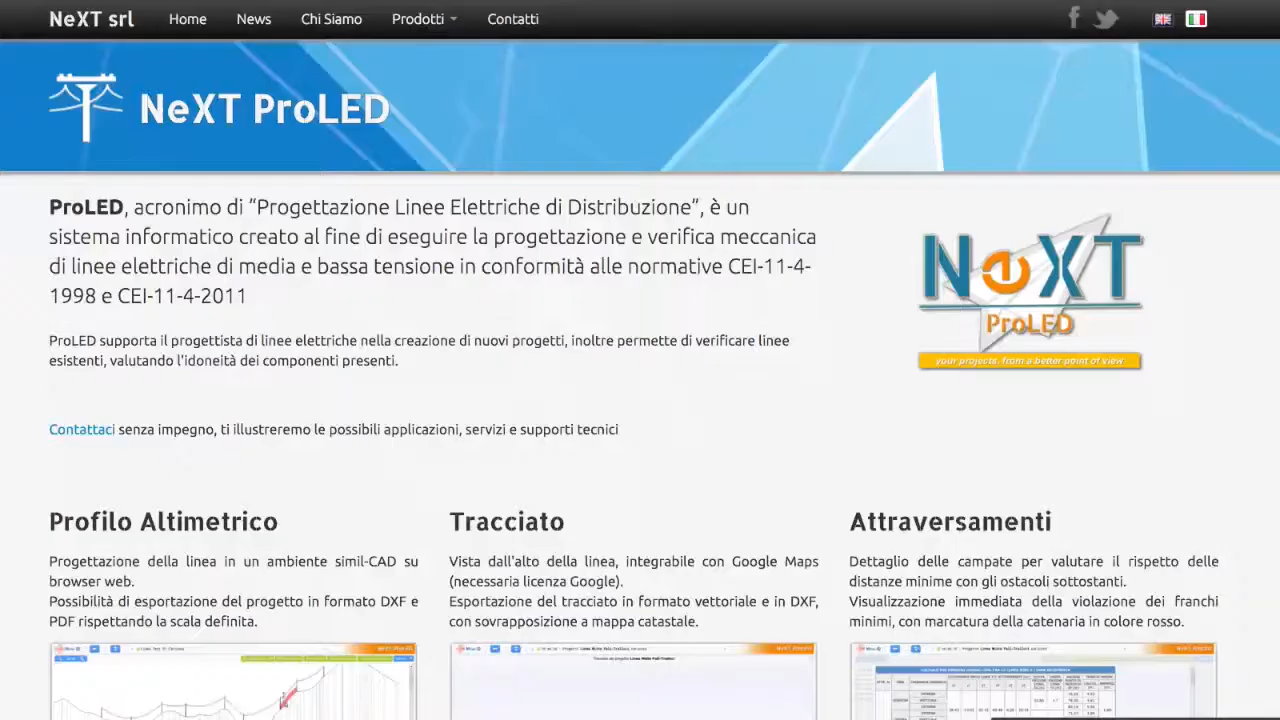 NeXT srl Home News Chi Siamo Prodotti Contatti
NeXT ProLED
ProLED, acronimo di “Progettazione Linee Elettriche di Distribuzione”, è un
sistema informatico creato al fine di eseguire la progettazione e verifica meccanica
di linee elettriche di media e bassa tensione in conformità alle normative CEI-11-4-
1998 e CEI-11-4-2011
ProLED supporta il progettista di linee elettriche nella creazione di nuovi progetti, inoltre permette di verificare linee
esistenti, valutando l'idoneità dei componenti presenti.
Contattaci senza impegno, ti illustreremo le possibili applicazioni, servizi e supporti tecnici
NeXT
ProLED
your projects, from a better point of view
Profilo Altimetrico
Progettazione della linea in un ambiente simil-CAD su
browser web.
Possibilità di esportazione del progetto in formato DXF e
PDF rispettando la scala definita.
Tracciato
Vista dall'alto della linea, integrabile con Google Maps
(necessaria licenza Google).
Esportazione del tracciato in formato vettoriale e in DXF,
con sovrapposizione a mappa catastale.
Attraversamenti
Dettaglio delle campate per valutare il rispetto delle
distanze minime con gli ostacoli sottostanti.
Visualizzazione immediata della violazione dei franchi
minimi, con marcatura della catenaria in colore rosso.